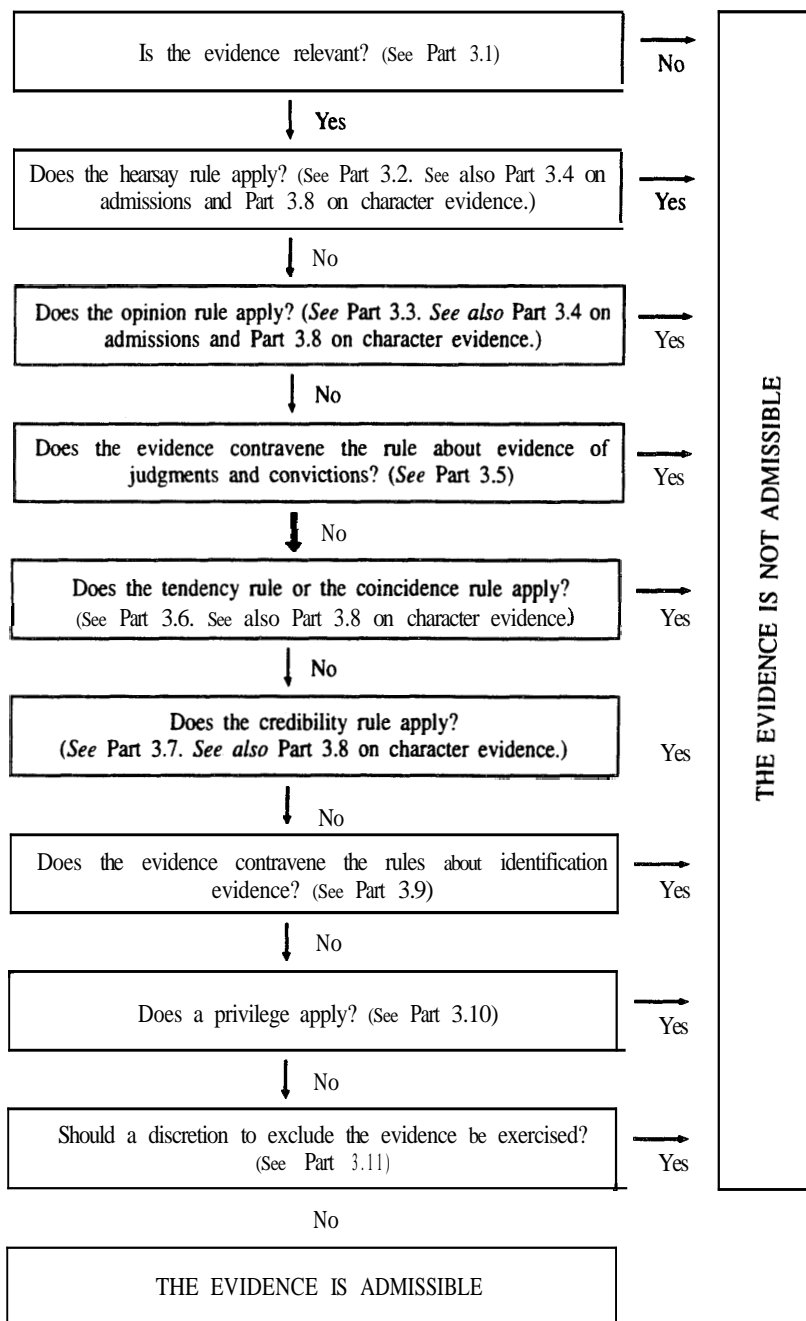 Is the evidence relevant? (See Part 3.1)
No
Yes
Does the hearsay rule apply? (See Part 3.2. See also Part 3.4 on
admissions and Part 3.8 on character evidence.)
Yes
No
Does the opinion rule apply? (See Part 3.3. See also Part 3.4 on
admissions and Part 3.8 on character evidence.)
Yes
No
Does the evidence contravene the rule about evidence of
judgments and convictions? (See Part 3.5)
Yes
No
Does the tendency rule or the coincidence rule apply?
(See Part 3.6. See also Part 3.8 on character evidence.)
Yes
No
Does the credibility rule apply?
(See Part 3.7. See also Part 3.8 on character evidence.)
Yes
No
Does the evidence contravene the rules about identification
evidence? (See Part 3.9)
Yes
No
Does a privilege apply? (See Part 3.10)
Yes
No
Should a discretion to exclude the evidence be exercised?
(See Part 3.11)
Yes
No
THE EVIDENCE IS ADMISSIBLE
THE EVIDENCE IS NOT ADMISSIBLE